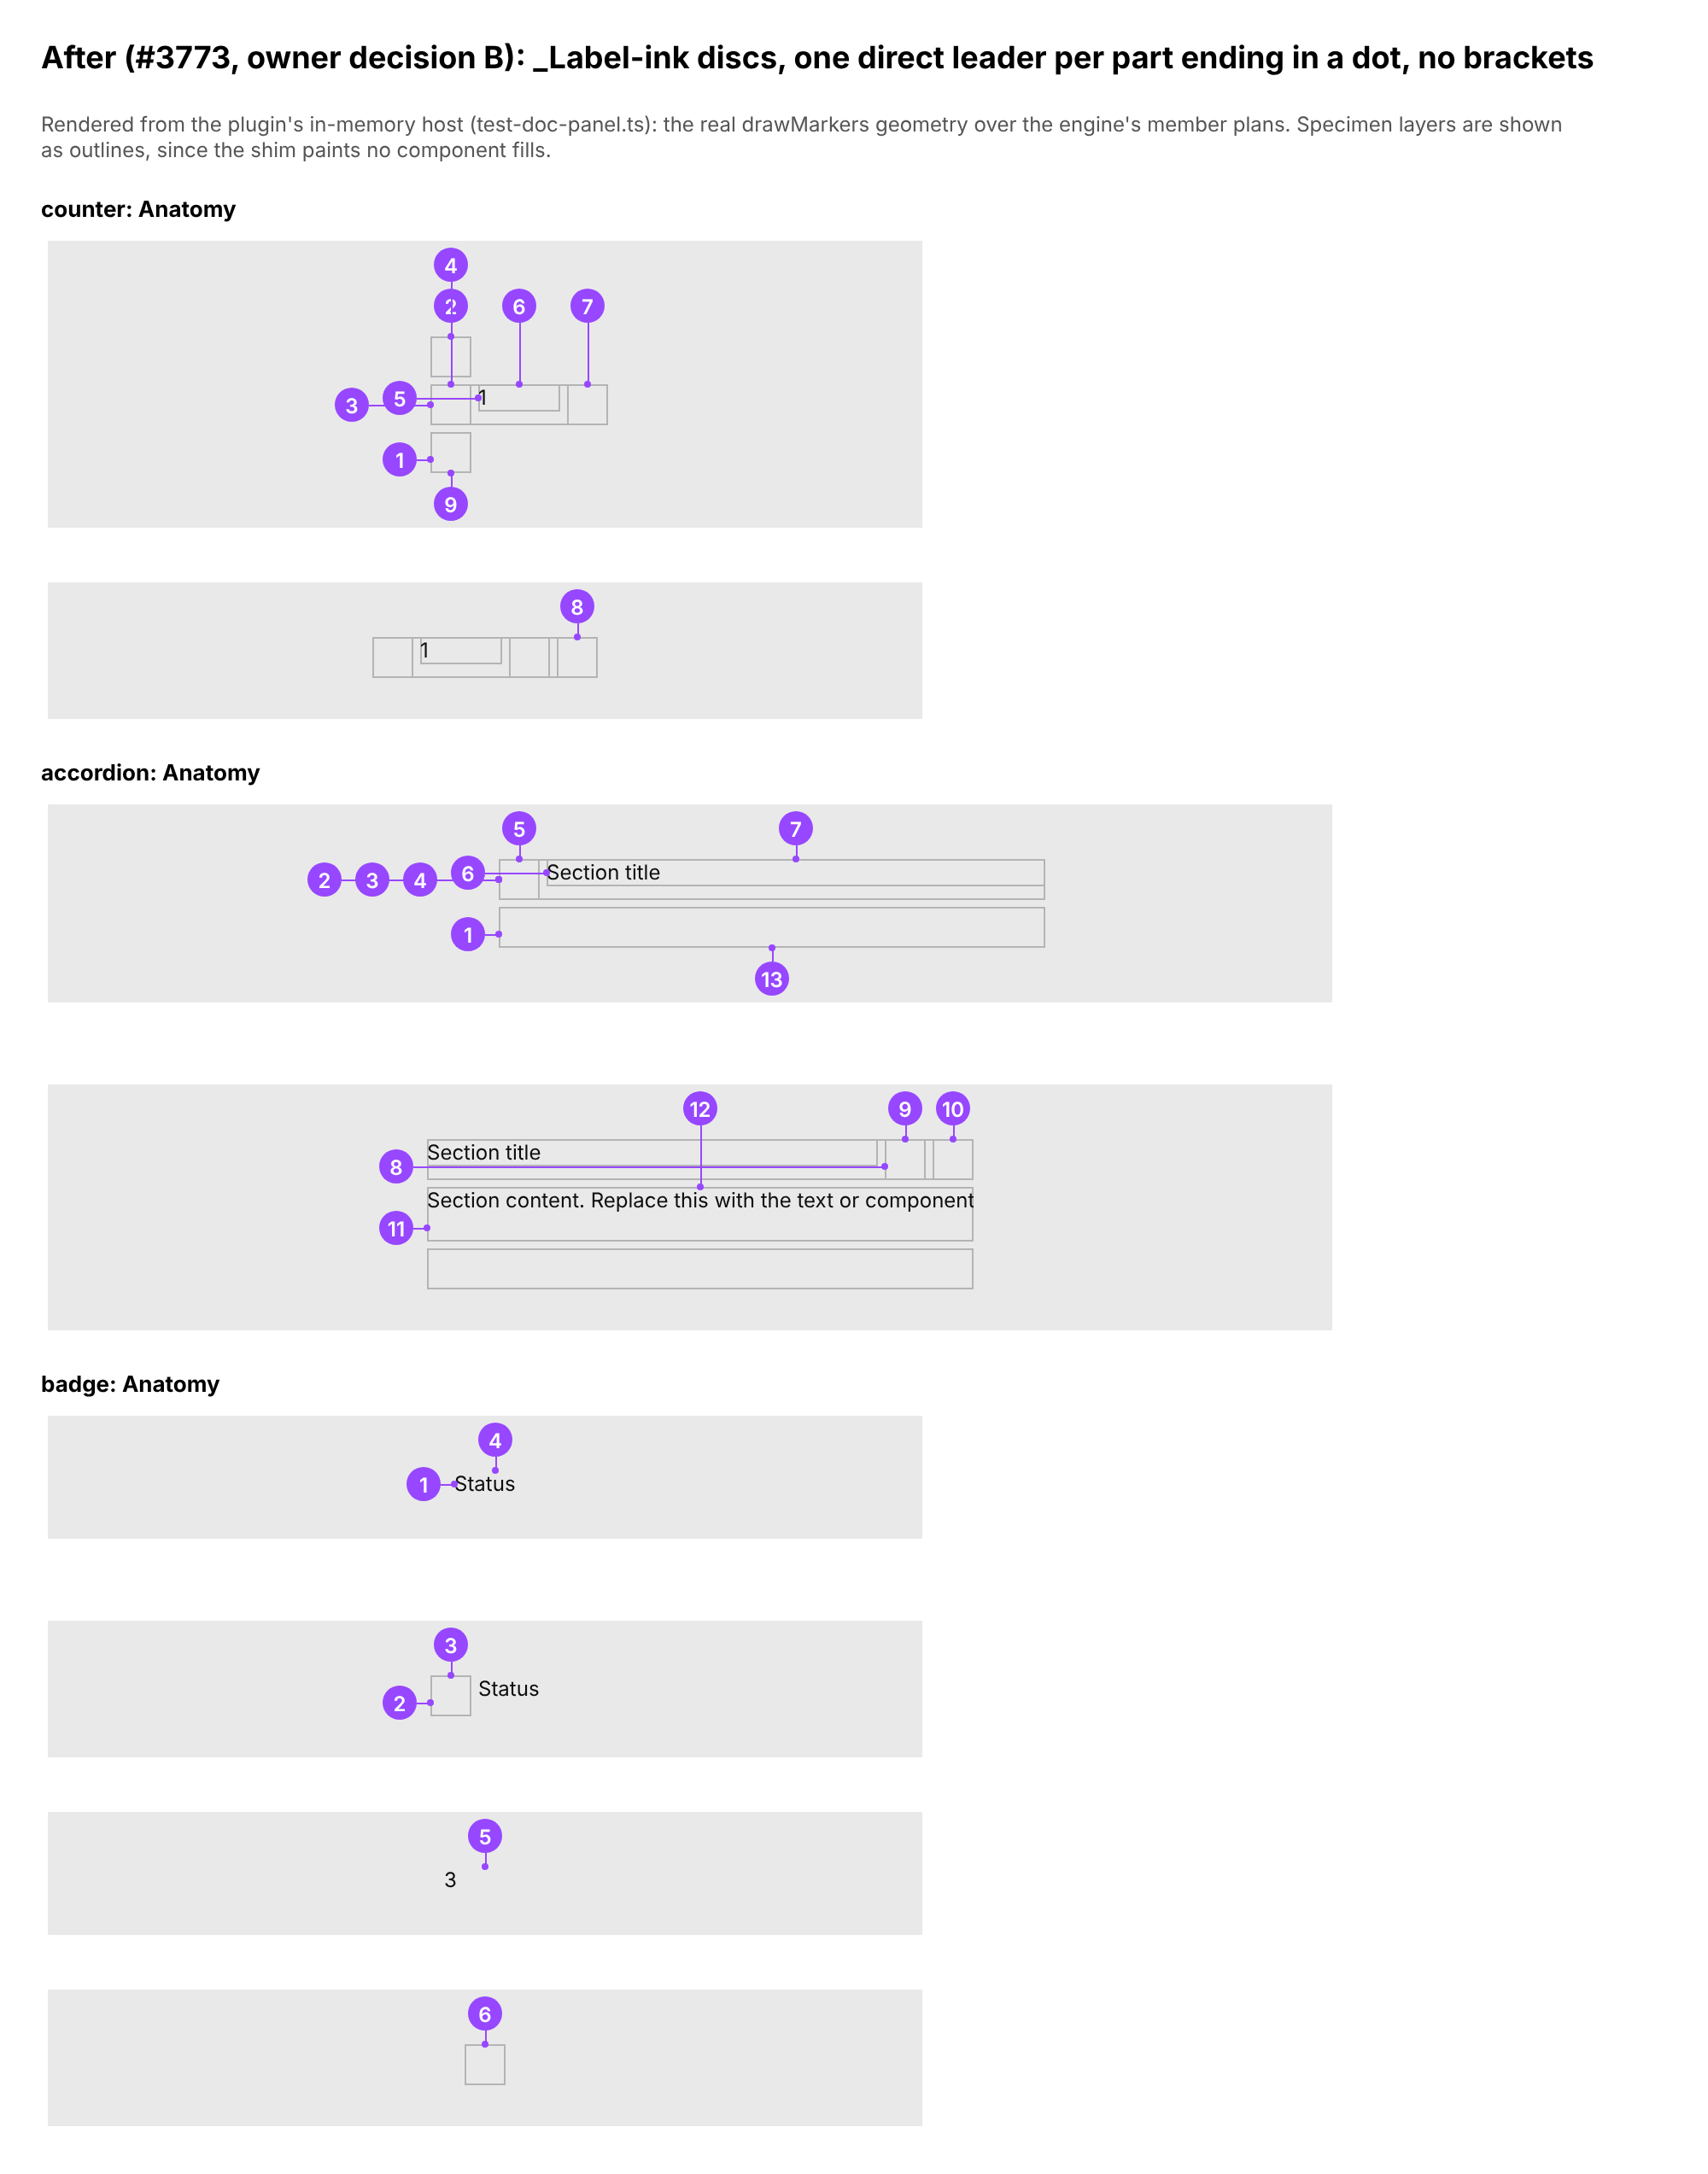 After (#3773, owner decision B): _Label-ink discs, one direct leader per part ending in a dot, no brackets
Rendered from the plugin's in-memory host (test-doc-panel.ts): the real drawMarkers geometry over the engine's member plans. Specimen layers are shown
as outlines, since the shim paints no component fills.
counter: Anatomy
4
2 6 7
3 5 1
1
9
8
1
accordion: Anatomy
5 7
2 3 4 6 Section title
1
13
12 9 10
Section title
8
Section content. Replace this with the text or component
11
badge: Anatomy
4
1 Status
3
2 Status
5
3
6